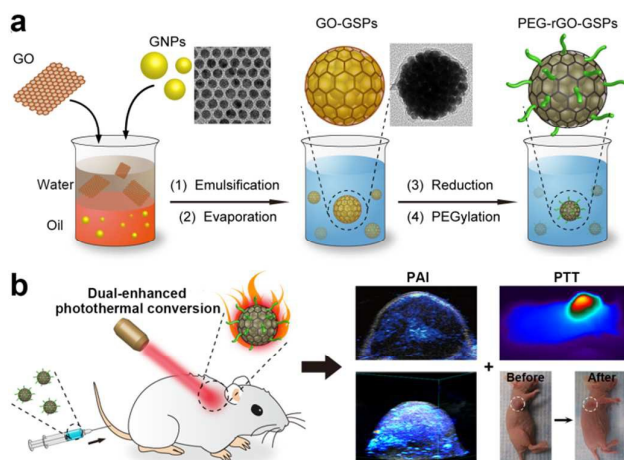 a
GO
GNPs
GO-GSPs
PEG-rGO-GSPs
Water
Oil
(1) Emulsification
(2) Evaporation
(3) Reduction
(4) PEGylation
b
Dual-enhanced
photothermal conversion
PAI
PTT
+
Before
After